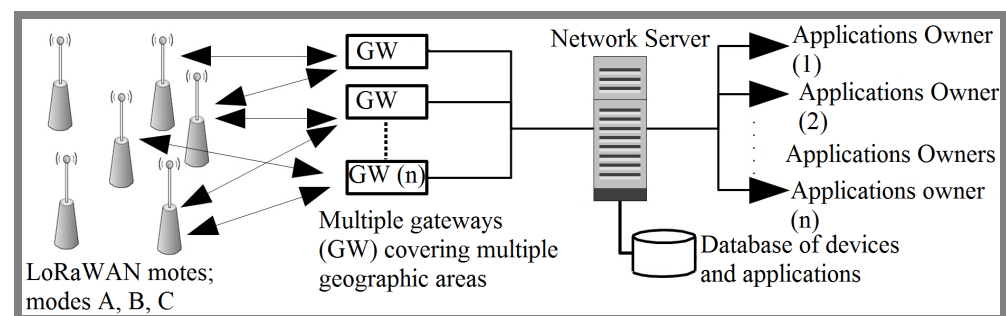 GW
GW
GW (n)
Multiple gateways
(GW) covering multiple
geographic areas
LoRaWAN motes;
modes A, B, C
Network Server
Database of devices
and applications
Applications Owner
(1)
Applications Owner
(2)
Applications Owners
Applications owner
(n)